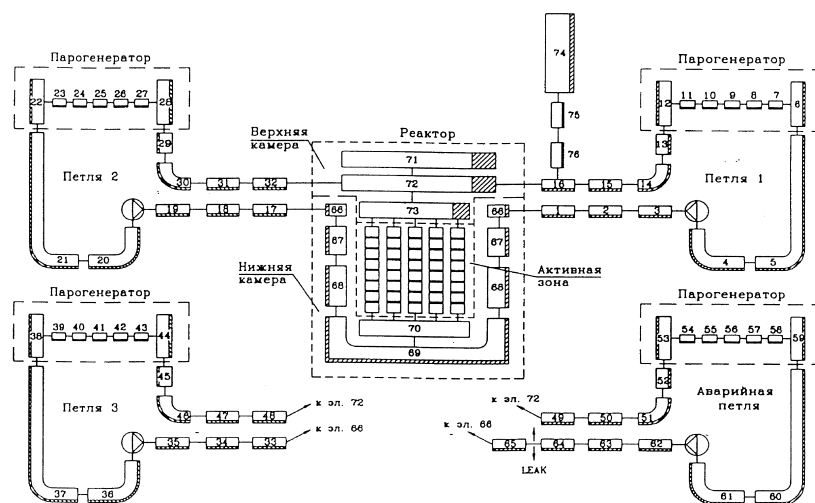 Парогенератор
22 23 24 25 26 27 28
29
30 31 32
Петля 2
19 18 17
21 20
Верхняя
камера
Реактор
71
72
73
66 66
67 67
68 68
70
69
Нижняя
камера
Активная
зона
74
75
76
Парогенератор
12 11 10 9 8 7 6
13
16 15 14
Петля 1
1 2 3
4 5
Парогенератор
38 39 40 41 42 43 44
45
46 47 48
к эл. 72
Петля 3
35 34 33
к эл. 66
37 36
Парогенератор
53 54 55 56 57 58 59
52
к эл. 72
49 50 51
Аварийная
петля
к эл. 66
65 64 63 62
LEAK
61 60